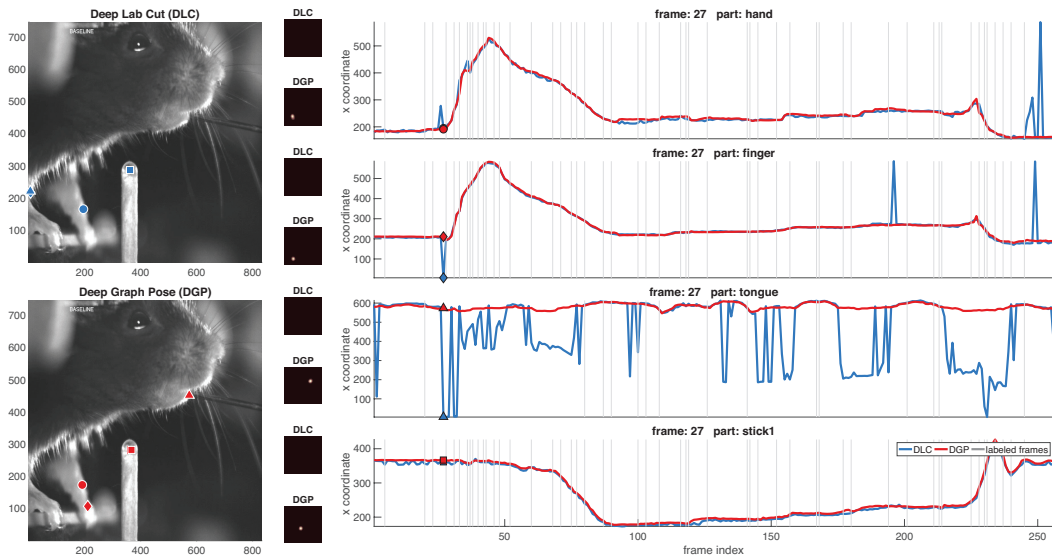 Deep Lab Cut (DLC)
BASELINE
700
600
500
400
300
200
100
200
400
600
800
Deep Graph Pose (DGP)
BASELINE
700
600
500
400
300
200
100
200
400
600
800
DLC
DGP
DLC
DGP
DLC
DGP
DLC
DGP
frame: 27 part: hand
x coordinate
500
400
300
200
frame: 27 part: finger
x coordinate
500
400
300
200
100
frame: 27 part: tongue
x coordinate
600
500
400
300
200
100
frame: 27 part: stick1
x coordinate
400
300
200
DLC
DGP
labeled frames
50
100
150
200
250
frame index